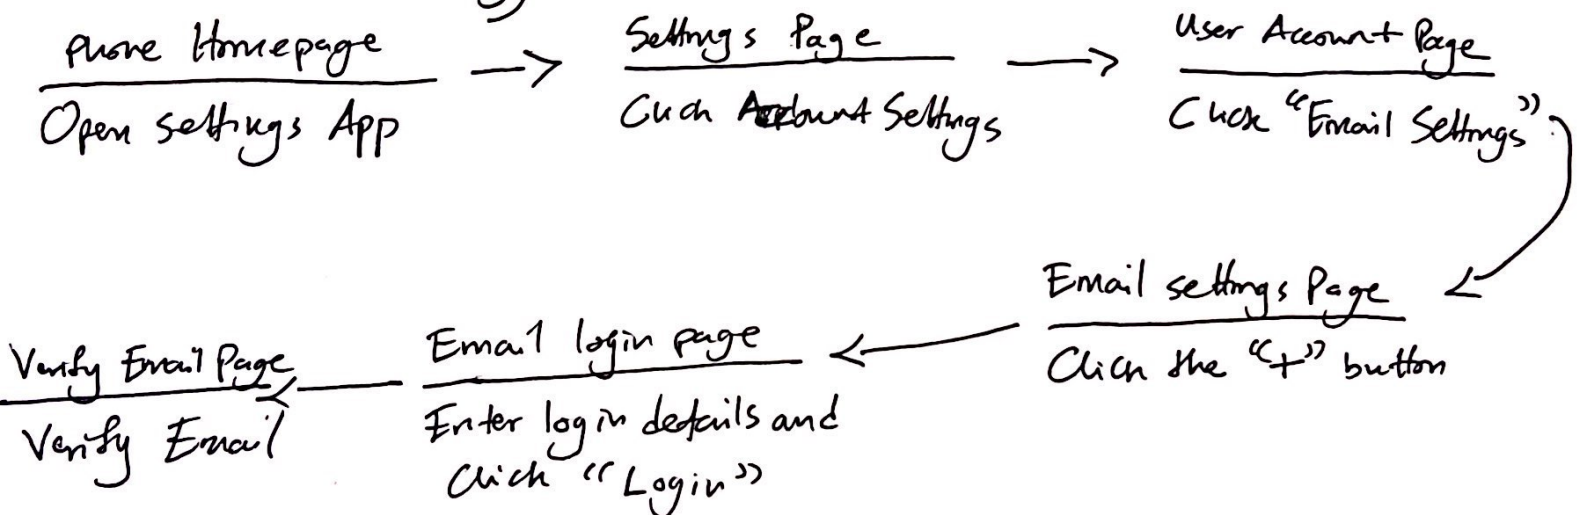 Phone Homepage
Open settings App
Settings Page
Click Account Settings
User Account Page
Click "Email Settings"
Email settings Page
Click the "+" button
Email login page
Enter login details and
Click "Login"
Verify Email Page
Verify Email